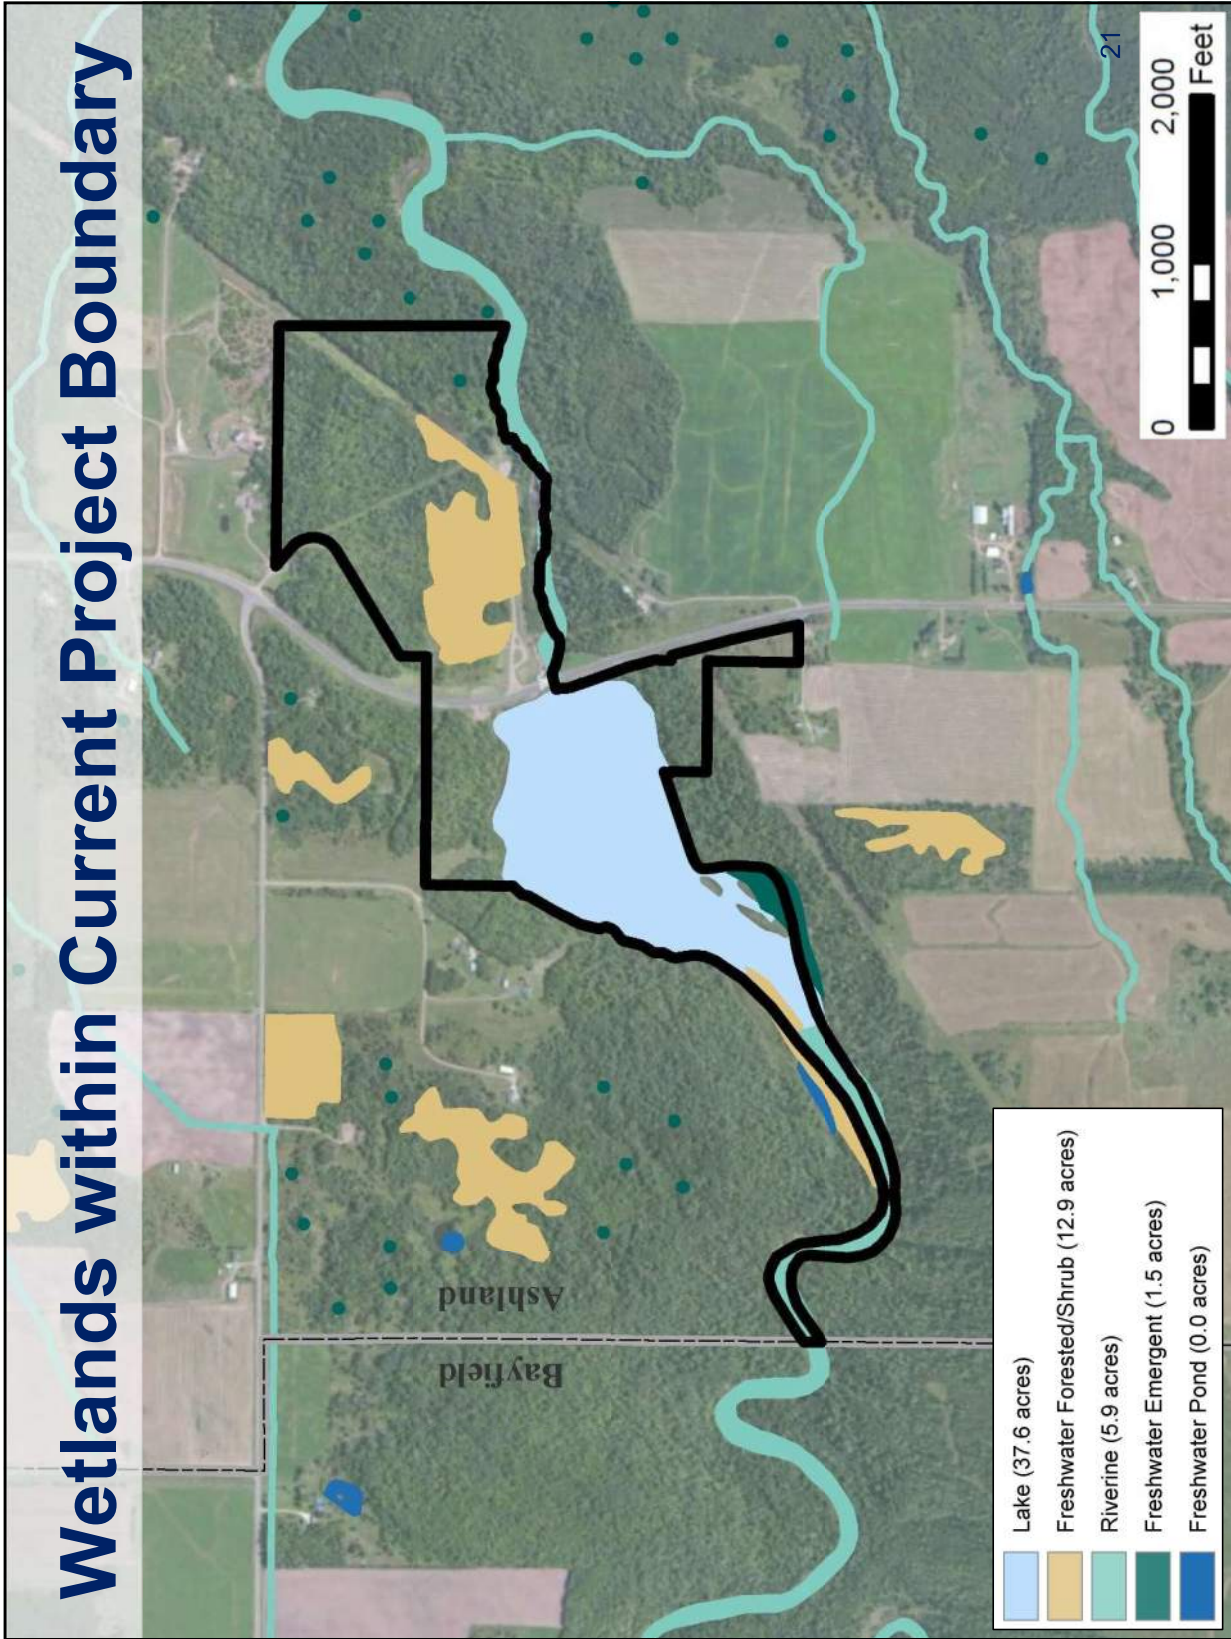 Wetlands within Current Project Boundary
Bayfield
Ashland
Lake (37.6 acres)
Freshwater Forested/Shrub (12.9 acres)
Riverine (5.9 acres)
Freshwater Emergent (1.5 acres)
Freshwater Pond (0.0 acres)
0 1,000 2,000
Feet
21